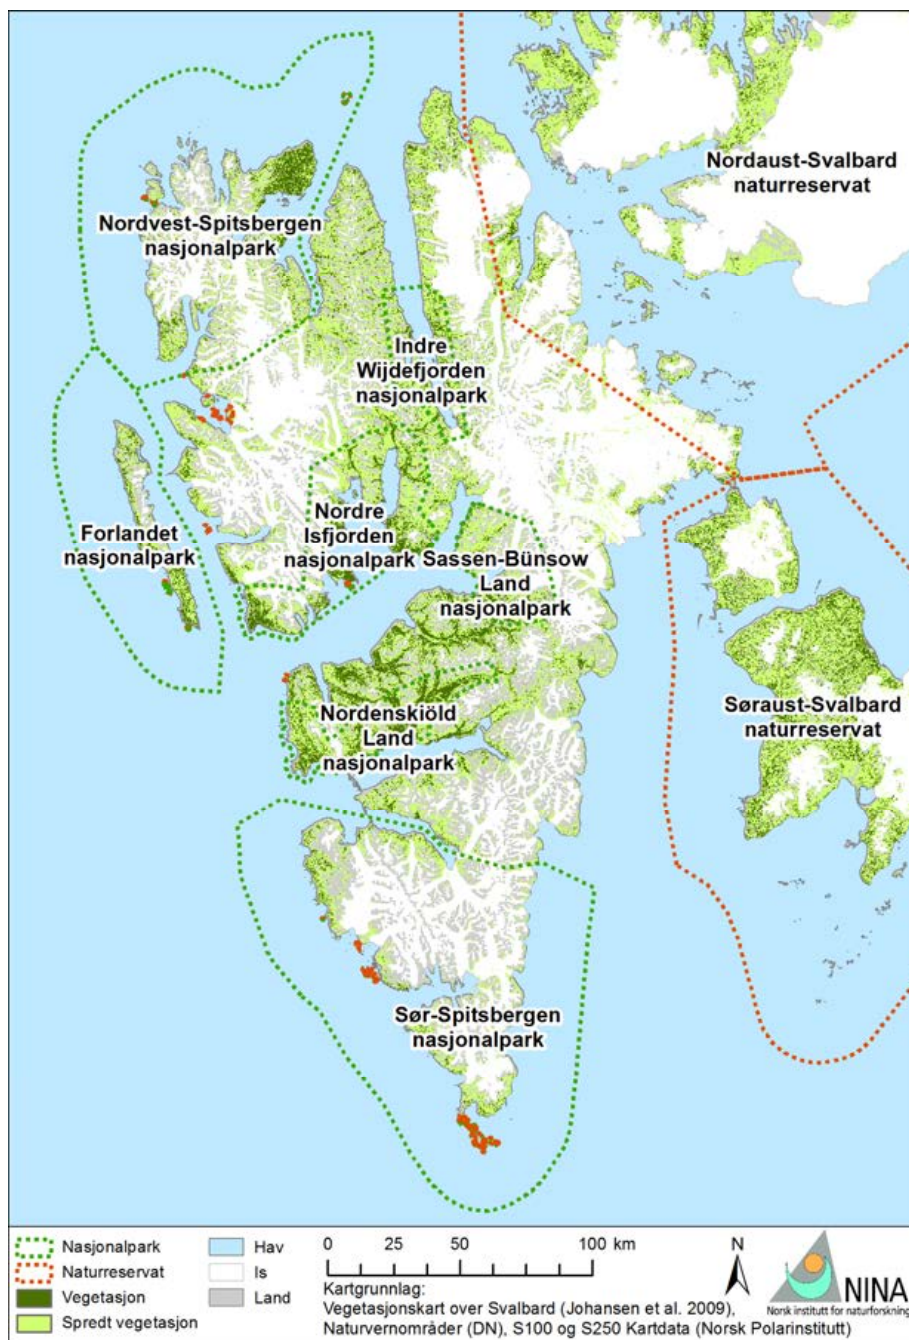 Nordaust-Svalbard
naturreservat
Nordvest-Spitsbergen
nasjonalpark
Indre
Wijdefjorden
nasjonalpark
Forlandet
nasjonalpark
Nordre
Isfjorden
nasjonalpark
Sassen-Bünsow
Land
nasjonalpark
Nordenskiöld
Land
nasjonalpark
Søraust-Svalbard
naturreservat
Sør-Spitsbergen
nasjonalpark
Nasjonalpark
Naturreservat
Vegetasjon
Spredt vegetasjon
Hav
Is
Land
0 25 50 100 km
Kartgrunnlag:
Vegetasjonskart over Svalbard (Johansen et al. 2009),
Naturvernområder (DN), S100 og S250 Kartdata (Norsk Polarinstitutt)
N
NINA
Norsk institutt for naturforskning